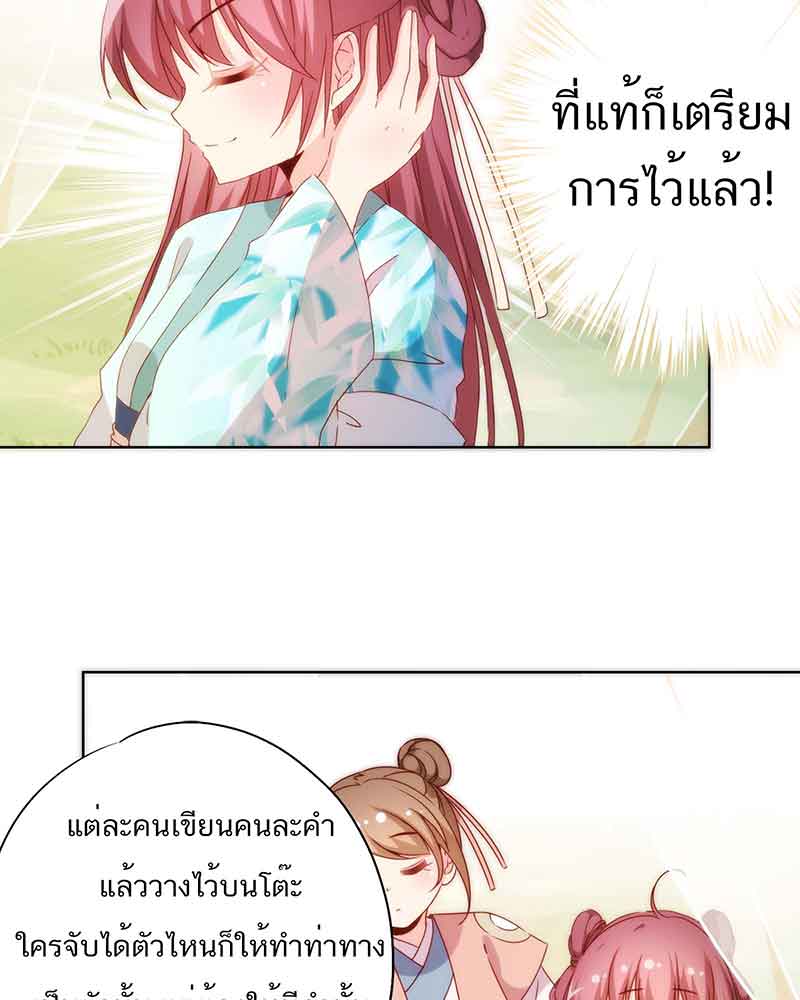 ที่แท้ก็เตรียม
การไว้แล้ว!
แต่ละคนเขียนคนละคำ
แล้ววางไว้บนโต๊ะ
ใครจับได้ตัวไหนก็ให้ทำท่าทาง